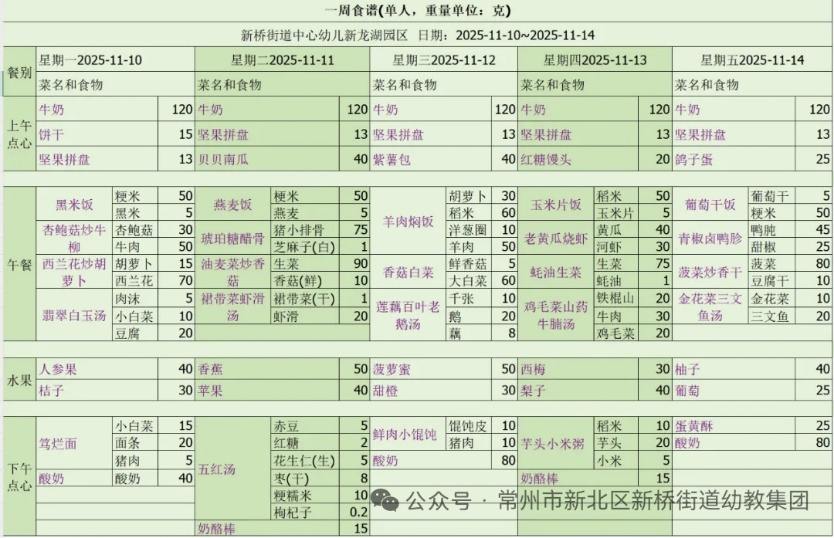 一周食谱(单人，重量单位：克)
新桥街道中心幼儿新龙湖园区 日期：2025-11-10~2025-11-14
餐别 星期一2025-11-10 星期二2025-11-11 星期三2025-11-12 星期四2025-11-13 星期五2025-11-14
菜名和食物 菜名和食物 菜名和食物 菜名和食物 菜名和食物
上午点心
牛奶 120 牛奶 120 牛奶 120 牛奶 120 牛奶 120
饼干 15 坚果拼盘 13 坚果拼盘 13 坚果拼盘 13 坚果拼盘 13
坚果拼盘 13 贝贝南瓜 40 紫薯包 40 红糖馒头 20 鸽子蛋 25
午餐
黑米饭 粳米 50
黑米 5
杏鲍菇炒牛柳 杏鲍菇 30
牛肉 50
西兰花炒胡萝卜 胡萝卜 15
西兰花 70
翡翠白玉汤 肉沫 5
小白菜 10
豆腐 20
燕麦饭 粳米 50
燕麦 5
琥珀糖醋骨 猪小排骨 75
芝麻子(白) 1
油麦菜炒香菇 生菜 90
香菇(鲜) 10
裙带菜虾滑汤 裙带菜(干) 1
虾滑 20
羊肉焖饭 胡萝卜 30
稻米 60
洋葱圈 10
羊肉 50
香菇白菜 鲜香菇 5
大白菜 60
莲藕百叶老鹅汤 千张 10
鹅 20
藕 8
玉米片饭 稻米 50
玉米片 5
老黄瓜烧虾 黄瓜 40
河虾 30
蚝油生菜 生菜 75
蚝油 1
鸡毛菜山药牛腩汤 铁棍山 20
牛肉 30
鸡毛菜 20
葡萄干饭 葡萄干 5
粳米 50
青椒卤鸭胗 鸭肫 45
甜椒 25
菠菜炒香干 菠菜 80
豆腐干 10
金花菜三文鱼汤 金花菜 10
三文鱼 20
水果
人参果 40 香蕉 50 菠萝蜜 50 西梅 30 柚子 40
桔子 30 苹果 40 甜橙 30 梨子 40 葡萄 25
下午点心
笃烂面 小白菜 15
面条 20
猪肉 5
酸奶 酸奶 40
五红汤 赤豆 5
红糖 2
花生仁(生) 5
枣(干) 8
粳糯米 10
枸杞子 0.2
奶酪棒 15
鲜肉小馄饨 馄饨皮 10
猪肉 10
酸奶 80
芋头小米粥 稻米 10
芋头 20
小米 5
奶酪棒 15
蛋黄酥 25
酸奶 80
公众号·常州市新北区新桥街道幼教集团